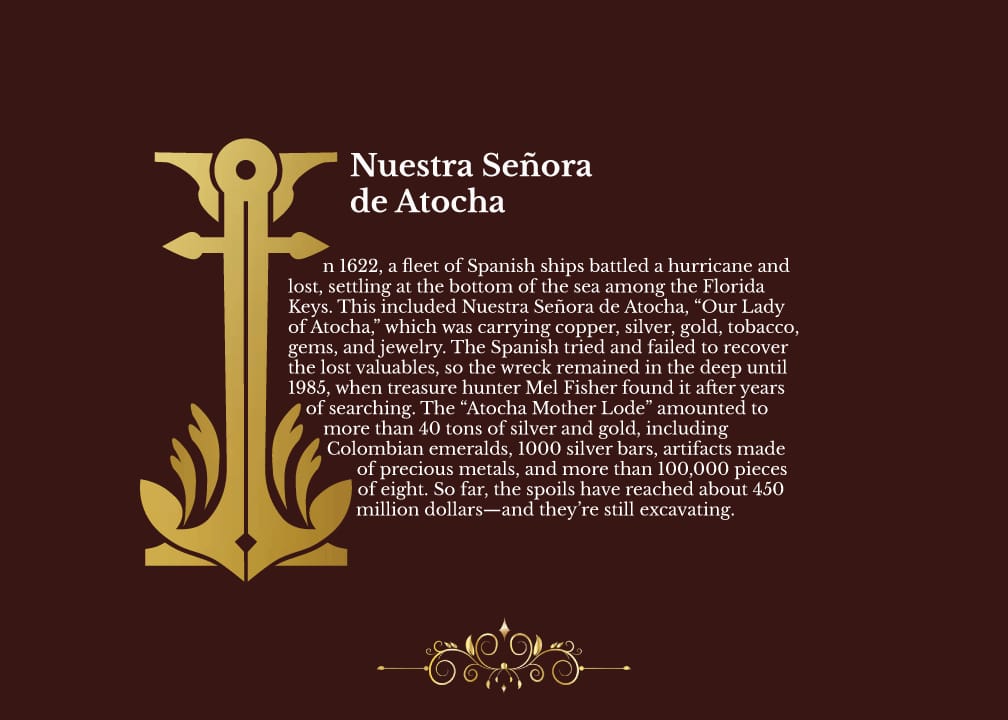 Nuestra Señora
de Atocha
In 1622, a fleet of Spanish ships battled a hurricane and
lost, settling at the bottom of the sea among the Florida
Keys. This included Nuestra Señora de Atocha, “Our Lady
of Atocha,” which was carrying copper, silver, gold, tobacco,
gems, and jewelry. The Spanish tried and failed to recover
the lost valuables, so the wreck remained in the deep until
1985, when treasure hunter Mel Fisher found it after years
of searching. The “Atocha Mother Lode” amounted to
more than 40 tons of silver and gold, including
Colombian emeralds, 1000 silver bars, artifacts made
of precious metals, and more than 100,000 pieces
of eight. So far, the spoils have reached about 450
million dollars—and they’re still excavating.